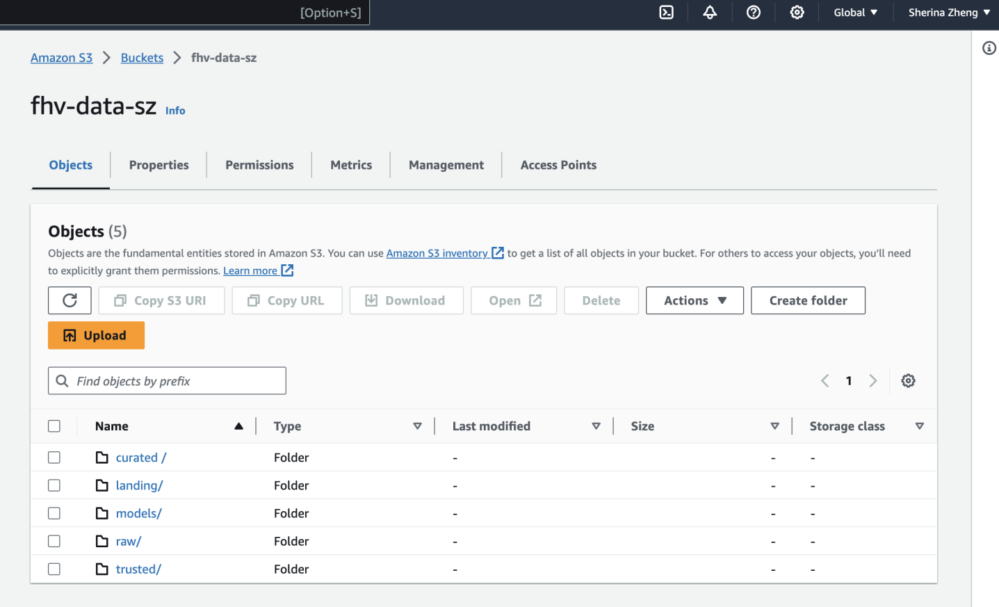 [Option+S] Global Sherina Zheng
Amazon S3 Buckets fhv-data-sz
fhv-data-sz Info
Objects Properties Permissions Metrics Management Access Points
Objects (5)
Objects are the fundamental entities stored in Amazon S3. You can use Amazon S3 inventory to get a list of all objects in your bucket. For others to access your objects, you'll need
to explicitly grant them permissions. Learn more
Copy S3 URI Copy URL Download Open Delete Actions Create folder
Upload
Find objects by prefix 1
Name Type Last modified Size Storage class
curated / Folder - - -
landing/ Folder - - -
models/ Folder - - -
raw/ Folder - - -
trusted/ Folder - - -